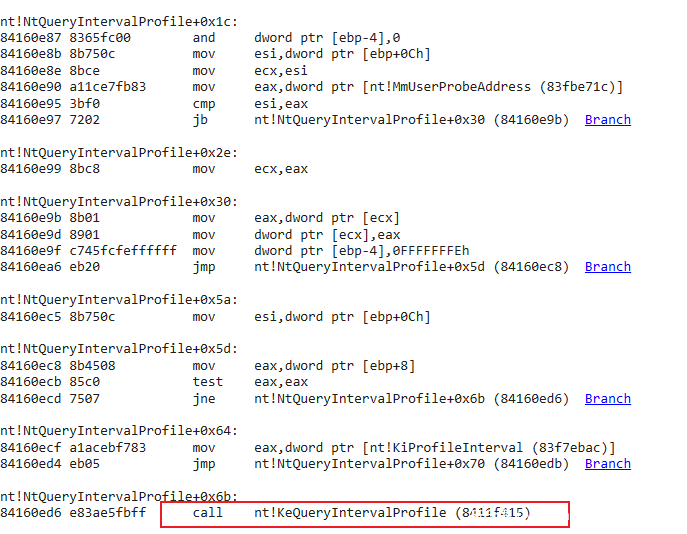 nt!NtQueryIntervalProfile+0x1c:
84160e87 8365fc00 and dword ptr [ebp-4],0
84160e8b 8b750c mov esi,dword ptr [ebp+0Ch]
84160e8e 8bce mov ecx,esi
84160e90 a11ce7fb83 mov eax,dword ptr [nt!MmUserProbeAddress (83fbe71c)]
84160e95 3bf0 cmp esi,eax
84160e97 7202 jb nt!NtQueryIntervalProfile+0x30 (84160e9b) Branch
nt!NtQueryIntervalProfile+0x2e:
84160e99 8bc8 mov ecx,eax
nt!NtQueryIntervalProfile+0x30:
84160e9b 8b01 mov eax,dword ptr [ecx]
84160e9d 8901 mov dword ptr [ecx],eax
84160e9f c745fcfeffffff mov dword ptr [ebp-4],0FFFFFFFEh
84160ea6 eb20 jmp nt!NtQueryIntervalProfile+0x5d (84160ec8) Branch
nt!NtQueryIntervalProfile+0x5a:
84160ec5 8b750c mov esi,dword ptr [ebp+0Ch]
nt!NtQueryIntervalProfile+0x5d:
84160ec8 8b4508 mov eax,dword ptr [ebp+8]
84160ecb 85c0 test eax,eax
84160ecd 7507 jne nt!NtQueryIntervalProfile+0x6b (84160ed6) Branch
nt!NtQueryIntervalProfile+0x64:
84160ecf a1acebf783 mov eax,dword ptr [nt!KiProfileInterval (83f7ebac)]
84160ed4 eb05 jmp nt!NtQueryIntervalProfile+0x70 (84160edb) Branch
nt!NtQueryIntervalProfile+0x6b:
84160ed6 e83ae5fbff call nt!KeQueryIntervalProfile (8411f415)